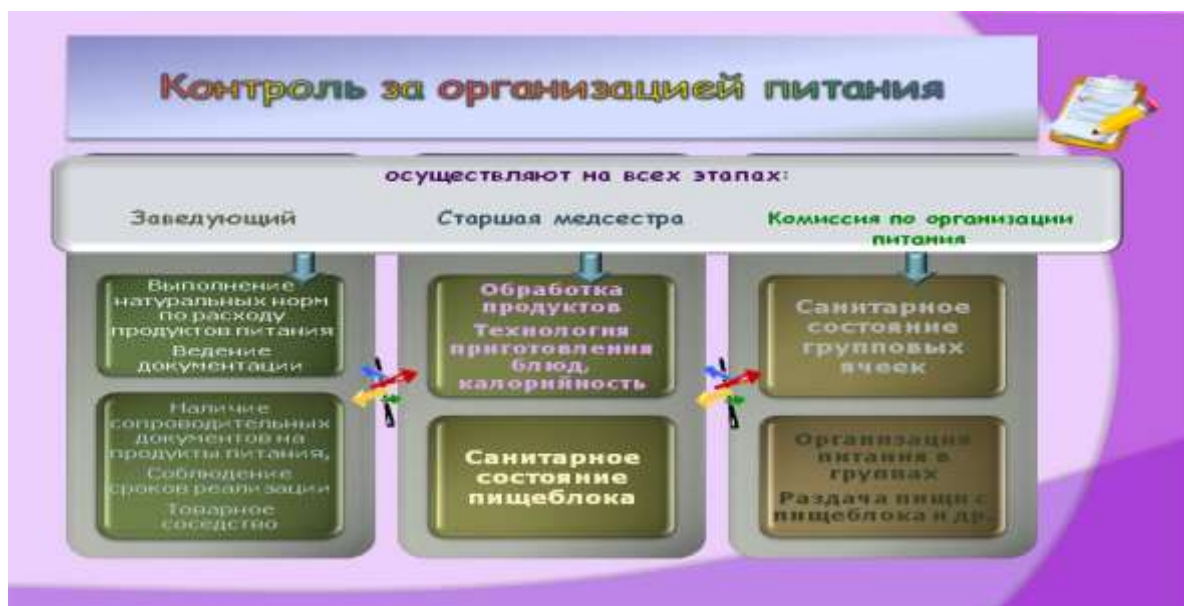 Контроль за организацией питания
осуществляют на всех этапах:
Заведующий
Старшая медсестра
Комиссия по организации
питания
Выполнение
натуральных норм
по расходу
продуктов питания
Ведение
документации
Наличие
сопроводительных
документов на
продукты питания,
Соблюдение
сроков реализации
Товарное
соседство
Обработка
продуктов
Технология
приготовления
блюд,
калорийность
Санитарное
состояние
пищеблока
Санитарное
состояние
групповых
ячеек
Организация
питания в
группах
Раздача пищи с
пищеблока и др.